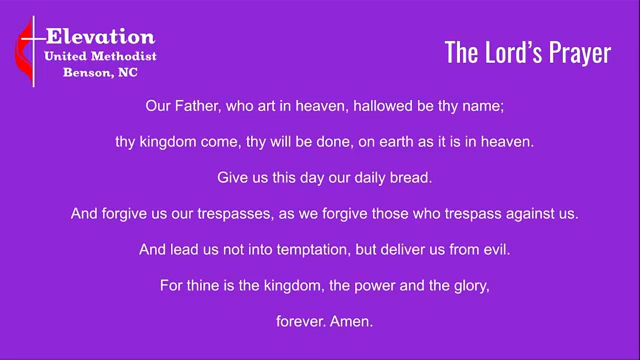 Elevation
United Methodist
Benson, NC
The Lord's Prayer
Our Father, who art in heaven, hallowed be thy name;
thy kingdom come, thy will be done, on earth as it is in heaven.
Give us this day our daily bread.
And forgive us our trespasses, as we forgive those who trespass against us.
And lead us not into temptation, but deliver us from evil.
For thine is the kingdom, the power and the glory,
forever. Amen.